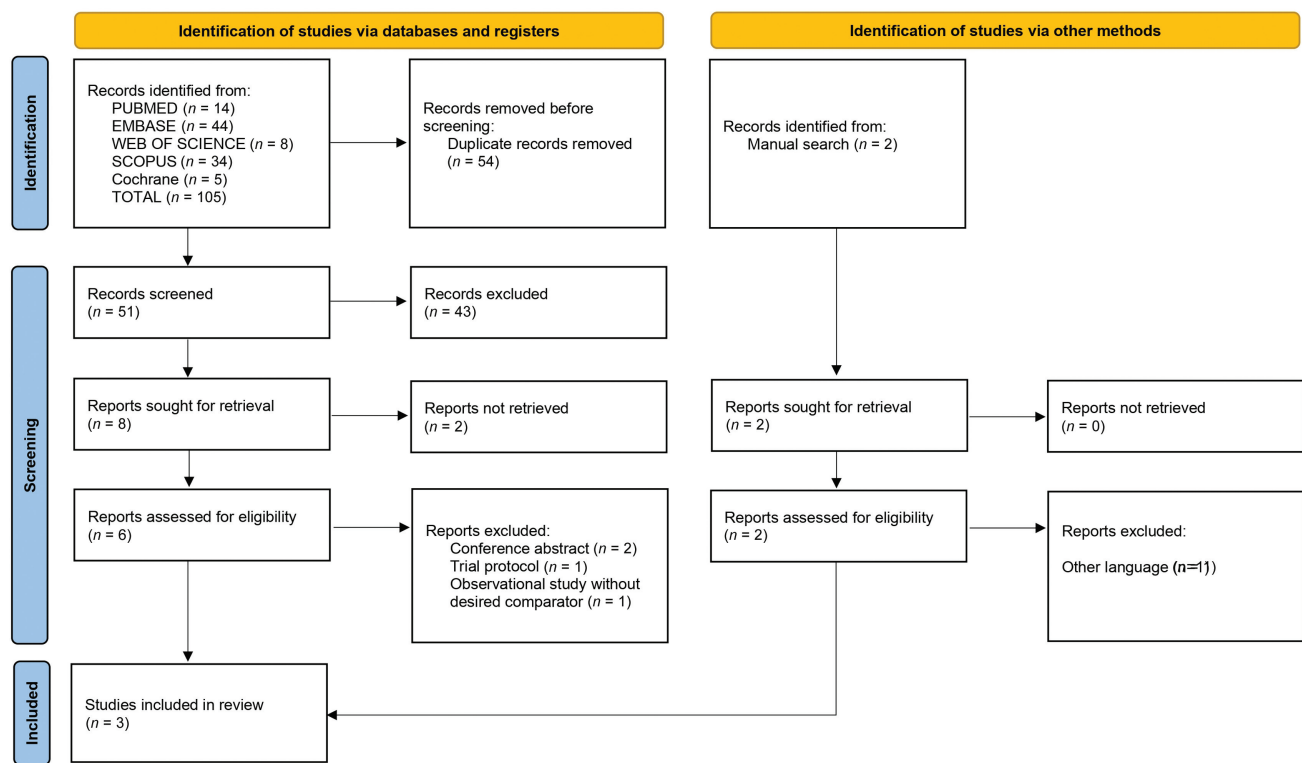 Identification of studies via databases and registers
Identification of studies via other methods
Identification
Records identified from:
PUBMED (n = 14)
EMBASE (n = 44)
WEB OF SCIENCE (n = 8)
SCOPUS (n = 34)
Cochrane (n = 5)
TOTAL (n = 105)
Records removed before
screening:
Duplicate records removed
(n = 54)
Records identified from:
Manual search (n = 2)
Screening
Records screened
(n = 51)
Records excluded
(n = 43)
Reports sought for retrieval
(n = 8)
Reports not retrieved
(n = 2)
Reports sought for retrieval
(n = 2)
Reports not retrieved
(n = 0)
Reports assessed for eligibility
(n = 6)
Reports excluded:
Conference abstract (n = 2)
Trial protocol (n = 1)
Observational study without
desired comparator (n = 1)
Reports assessed for eligibility
(n = 2)
Reports excluded:
Other language
Included
Studies included in review
(n = 3)